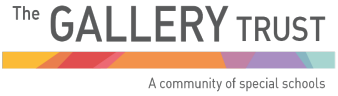 The GALLERY TRUST
A community of special schools